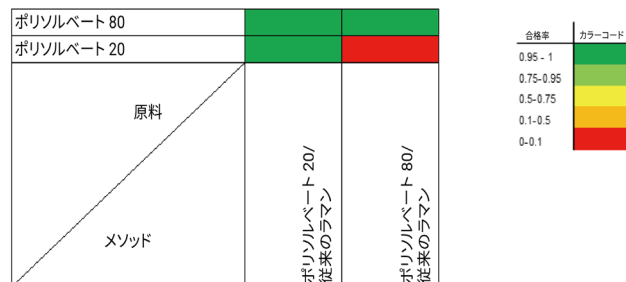 ポリソルベート 80
ポリソルベート 20
原料
メソッド
ポリソルベート 20/
従来のラマン
ポリソルベート 80/
従来のラマン
合格率 カラーコード
0.95 - 1
0.75-0.95
0.5-0.75
0.1-0.5
0-0.1